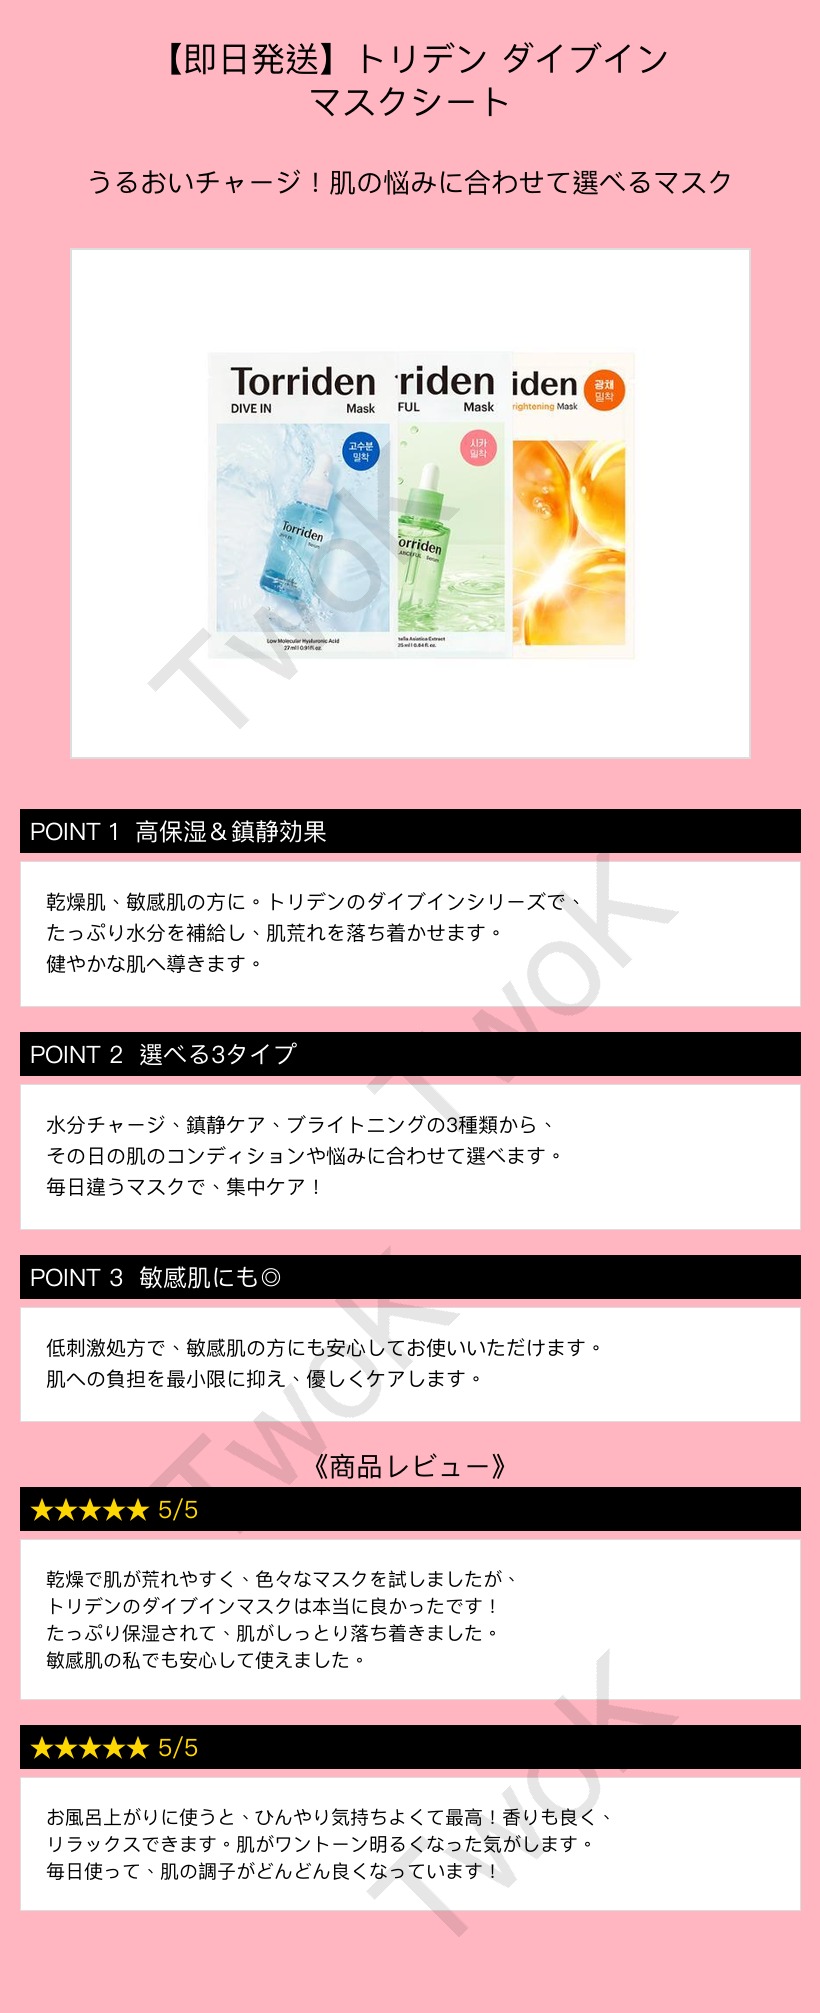 【即日発送】トリデン ダイブイン
マスクシート
うるおいチャージ！肌の悩みに合わせて選べるマスク
Torriden
DIVE IN Mask
고수분
밀착
Torriden
DIVE IN Serum
Low Molecular Hyaluronic Acid
27ml | 0.91fl.oz.
rriden
FUL Mask
시카
밀착
Torriden
LANCEFUL Serum
tella Asiatica Extract
25ml | 0.84fl.oz.
iden
rightening Mask
광채
밀착
TwoK
POINT 1 高保湿＆鎮静効果
乾燥肌、敏感肌の方に。トリデンのダイブインシリーズで、
たっぷり水分を補給し、肌荒れを落ち着かせます。
健やかな肌へ導きます。
TwoK
POINT 2 選べる3タイプ
水分チャージ、鎮静ケア、ブライトニングの3種類から、
その日の肌のコンディションや悩みに合わせて選べます。
毎日違うマスクで、集中ケア！
POINT 3 敏感肌にも◎
低刺激処方で、敏感肌の方にも安心してお使いいただけます。
肌への負担を最小限に抑え、優しくケアします。
TwoK
《商品レビュー》
★★★★★ 5/5
乾燥で肌が荒れやすく、色々なマスクを試しましたが、
トリデンのダイブインマスクは本当に良かったです！
たっぷり保湿されて、肌がしっとり落ち着きました。
敏感肌の私でも安心して使えました。
★★★★★ 5/5
お風呂上がりに使うと、ひんやり気持ちよくて最高！香りも良く、
リラックスできます。肌がワントーン明るくなった気がします。
毎日使って、肌の調子がどんどん良くなっています！
TwoK